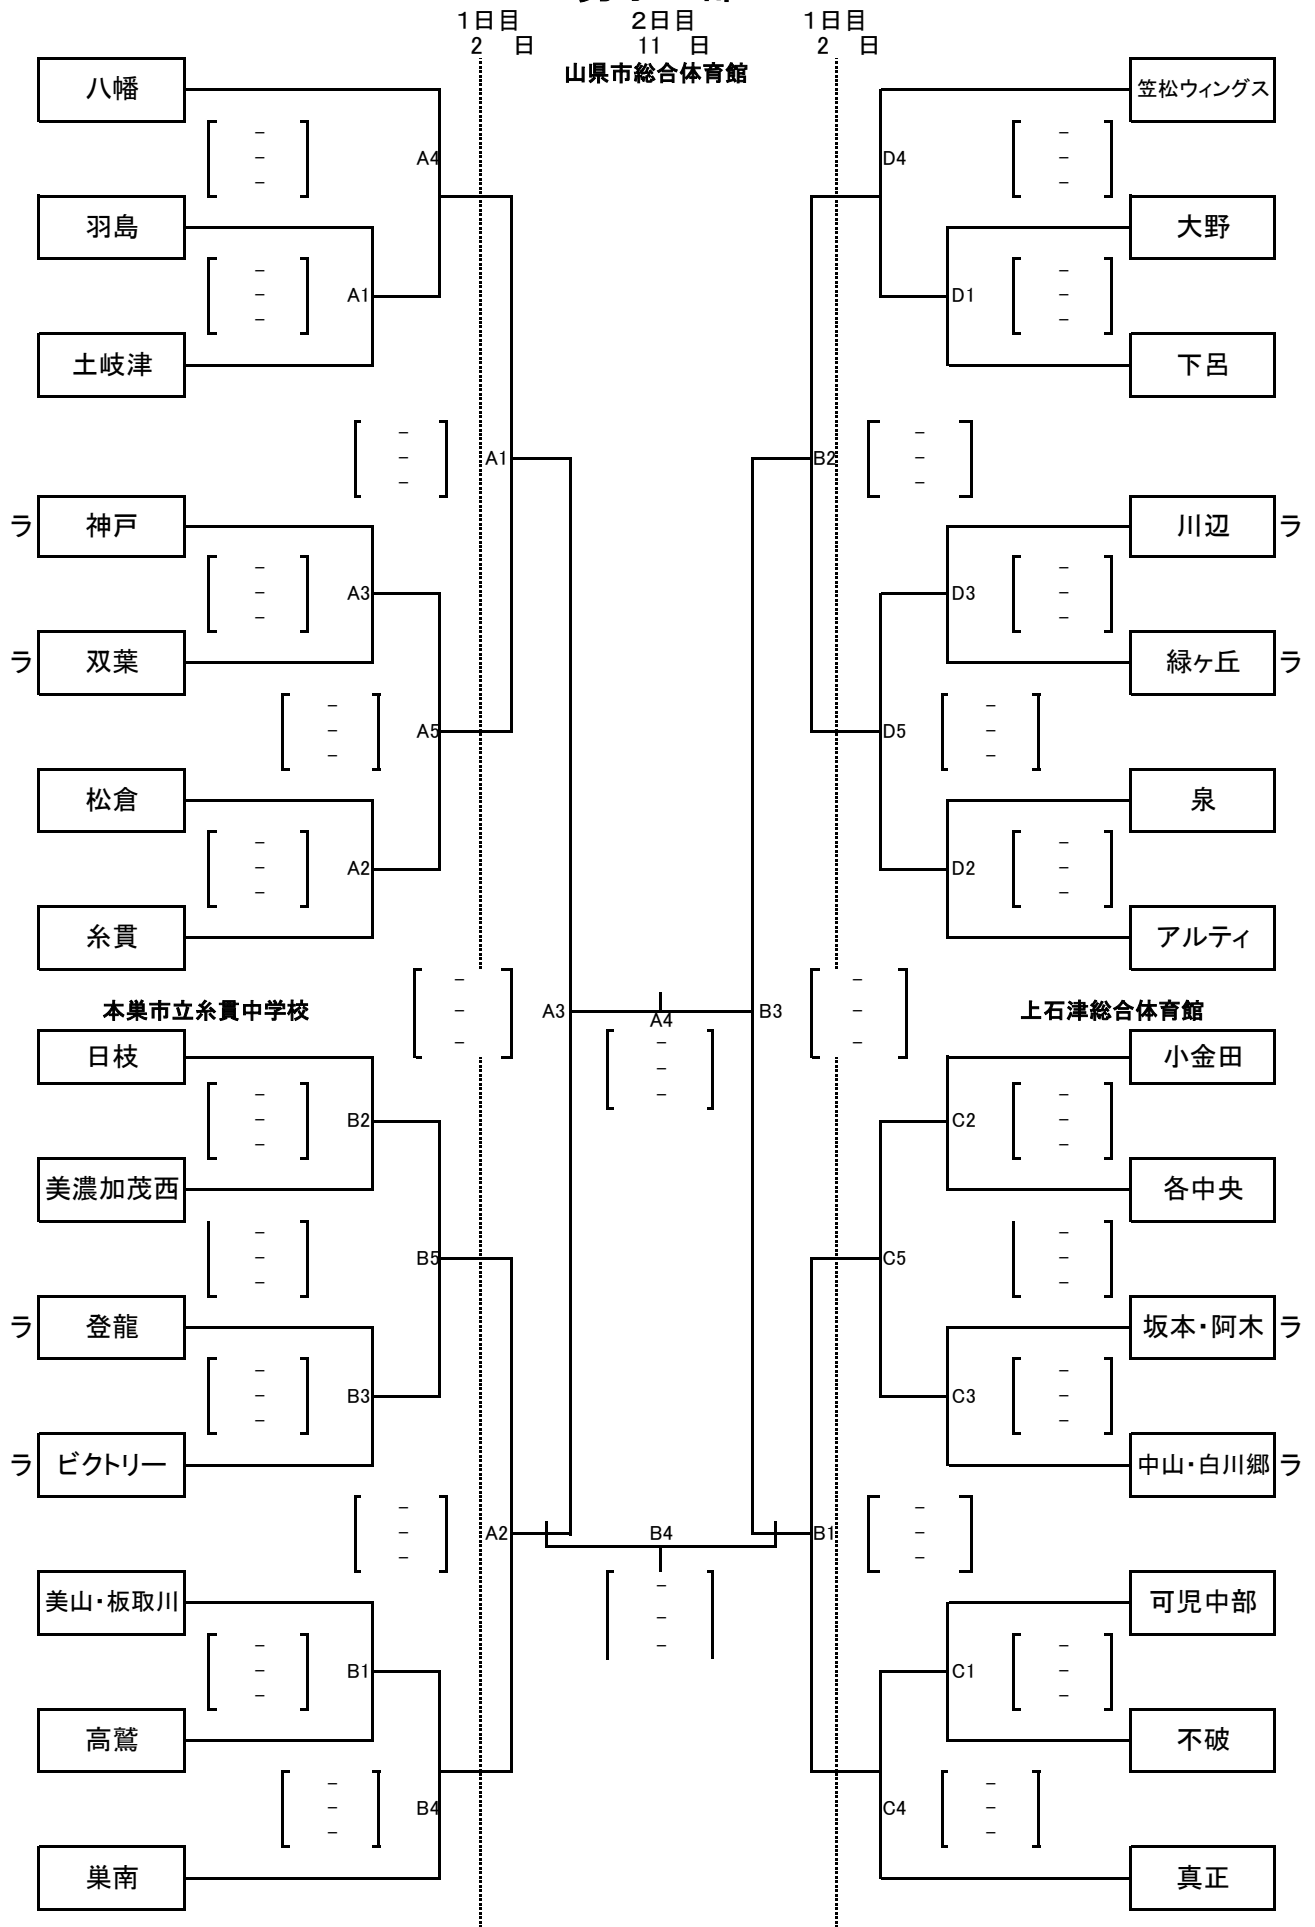 1日目 2日目 1日目
2 日 11 日 2 日
山県市総合体育館
八幡
- - -
A4
羽島
- - -
A1
土岐津
- - -
A1
ラ 神戸
- - -
A3
ラ 双葉
- - -
A5
松倉
- - -
A2
糸貫
本巣市立糸貫中学校
- - -
A3
日枝
- - -
B2
美濃加茂西
- - -
B5
ラ 登龍
- - -
B3
ラ ビクトリー
- - -
A2
美山・板取川
- - -
B1
高鷲
- - -
B4
巣南
A4
- - -
B4
- - -
笠松ウィングス
D4
- - -
大野
D1
- - -
下呂
B2
- - -
川辺 ラ
D3
- - -
緑ヶ丘 ラ
D5
- - -
泉
D2
- - -
アルティ
上石津総合体育館
B3
- - -
小金田
C2
- - -
各中央
C5
- - -
坂本・阿木 ラ
C3
- - -
中山・白川郷 ラ
B1
- - -
可児中部
C1
- - -
不破
C4
- - -
真正